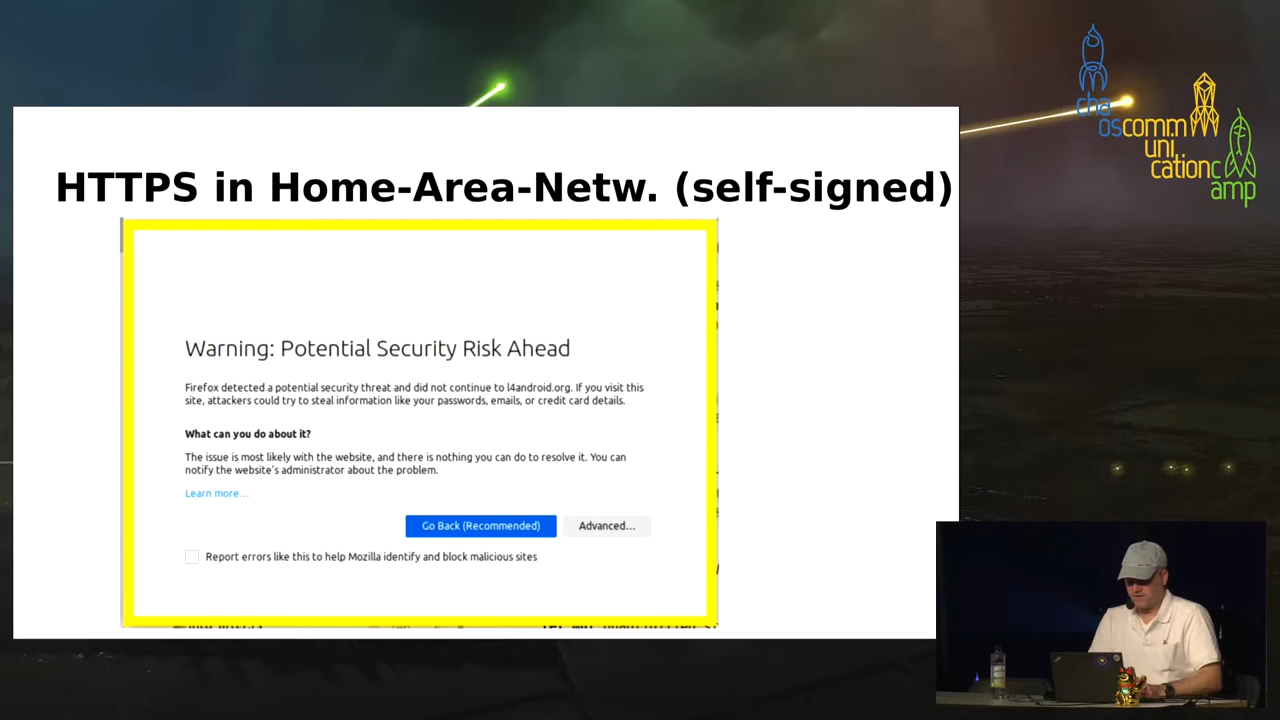 chaoscommunicationcamp
HTTPS in Home-Area-Netw. (self-signed)
Warning: Potential Security Risk Ahead
Firefox detected a potential security threat and did not continue to l4android.org. If you visit this
site, attackers could try to steal information like your passwords, emails, or credit card details.
What can you do about it?
The issue is most likely with the website, and there is nothing you can do to resolve it. You can
notify the website's administrator about the problem.
Learn more…
Go Back (Recommended)
Advanced…
Report errors like this to help Mozilla identify and block malicious sites